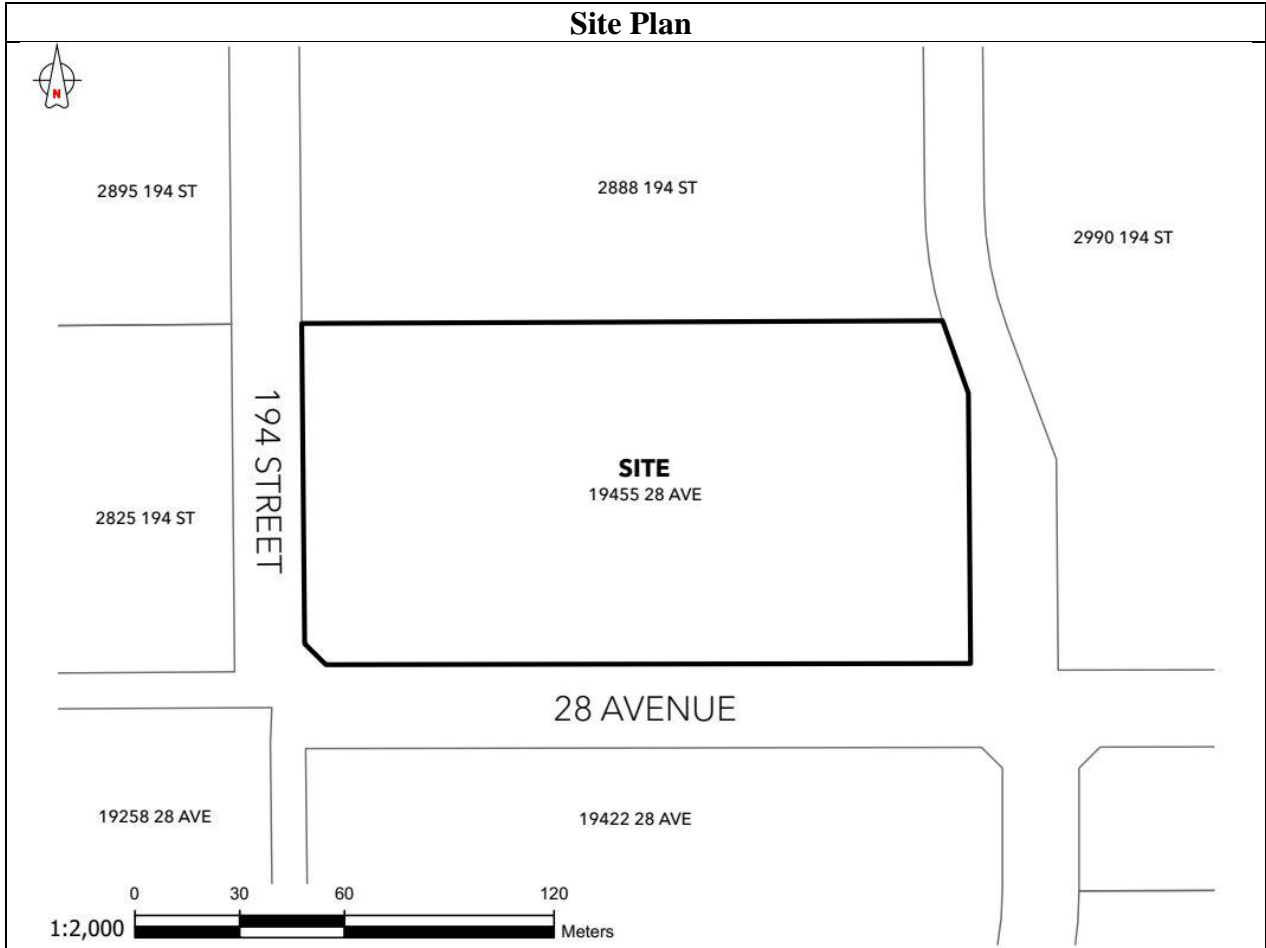 Site Plan
N
2895 194 ST
2888 194 ST
2990 194 ST
194 STREET
SITE
19455 28 AVE
2825 194 ST
28 AVENUE
19258 28 AVE
19422 28 AVE
0 30 60 120
1:2,000 Meters